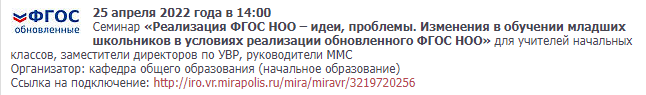 ФГОС
обновленные
25 апреля 2022 года в 14:00
Семинар «Реализация ФГОС НОО – идеи, проблемы. Изменения в обучении младших
школьников в условиях реализации обновленного ФГОС НОО» для учителей начальных
классов, заместители директоров по УВР, руководители ММС
Организатор: кафедра общего образования (начальное образование)
Ссылка на подключение: http://iro.vr.mirapolis.ru/mira/miravr/3219720256